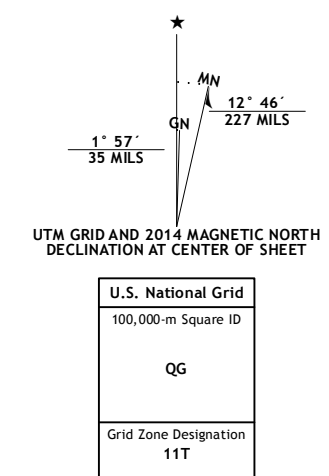 ★
MN
GN
12° 46´
227 MILS
1° 57´
35 MILS
UTM GRID AND 2014 MAGNETIC NORTH
DECLINATION AT CENTER OF SHEET
U.S. National Grid
100,000-m Square ID
QG
Grid Zone Designation
11T